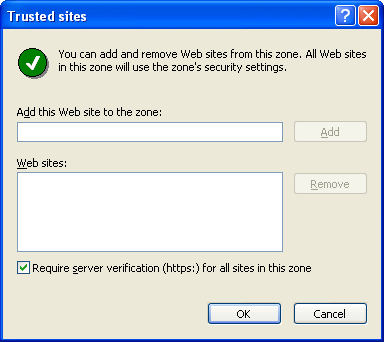 Trusted sites
You can add and remove Web sites from this zone. All Web sites
in this zone will use the zone's security settings.
Add this Web site to the zone:
Add
Web sites:
Remove
Require server verification (https:) for all sites in this zone
OK
Cancel